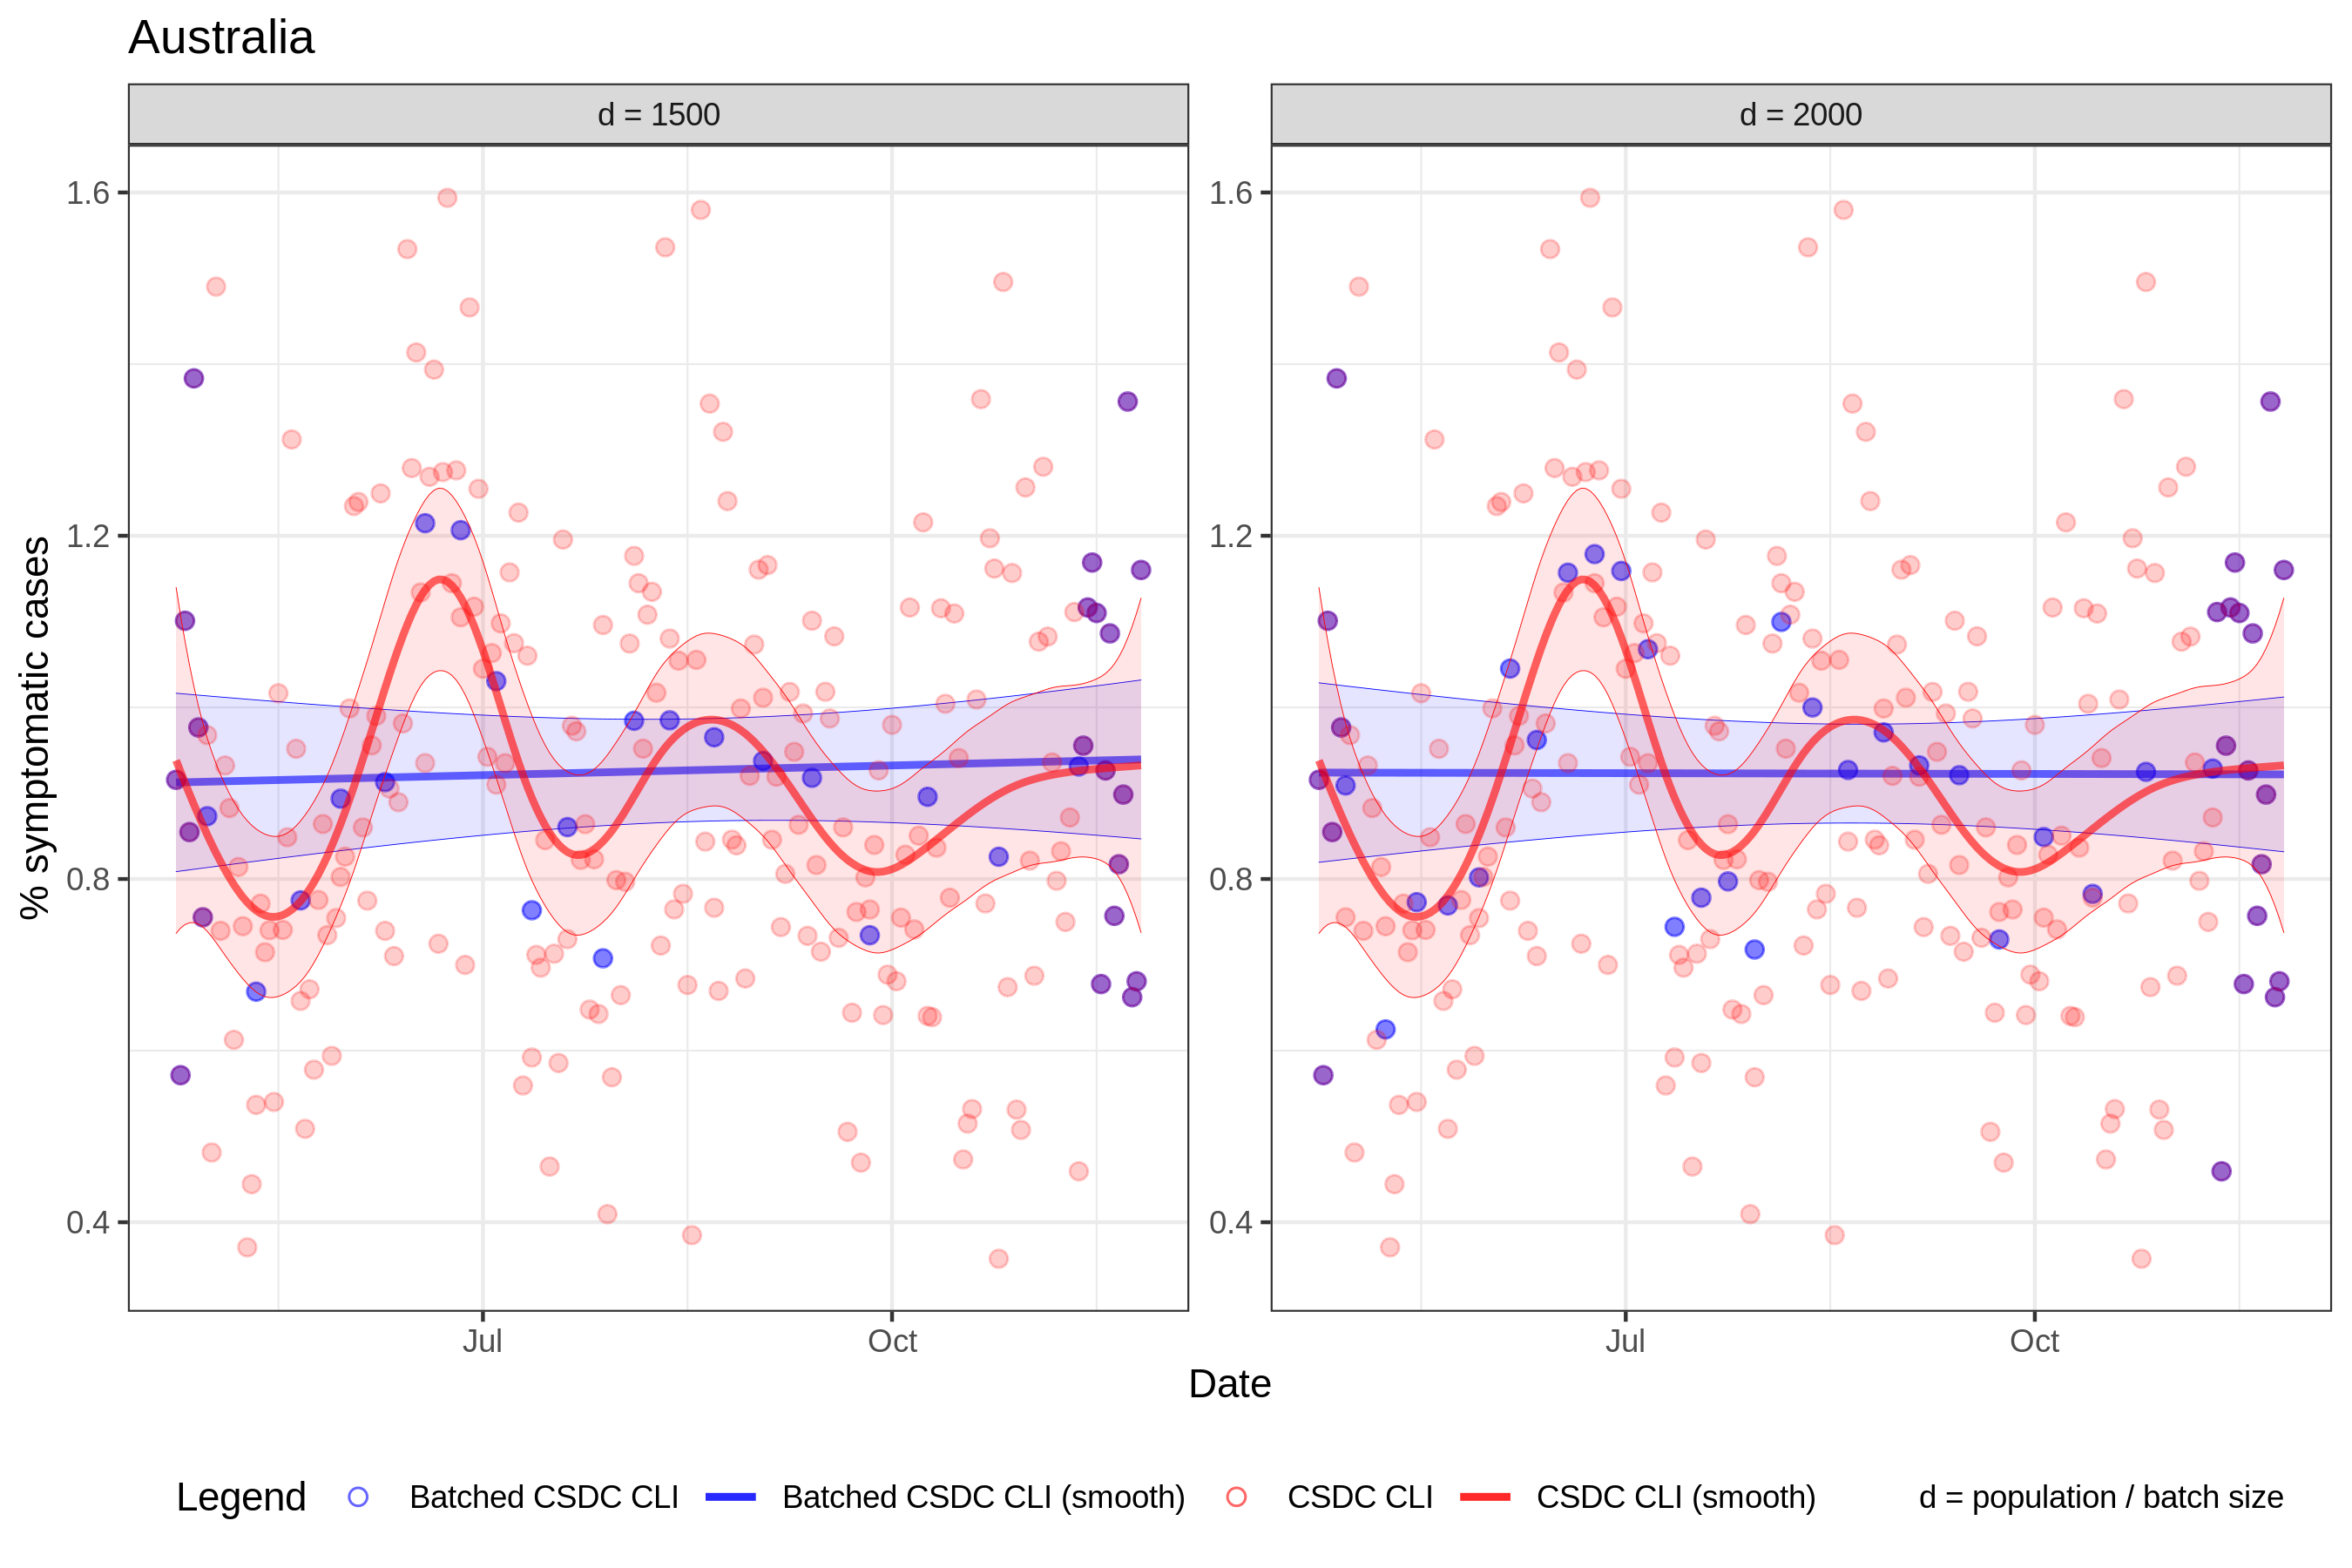 Australia
d = 1500
d = 2000
% symptomatic cases
1.6
1.2
0.8
0.4
1.6
1.2
0.8
0.4
Jul
Oct
Jul
Oct
Date
Legend
Batched CSDC CLI
Batched CSDC CLI (smooth)
CSDC CLI
CSDC CLI (smooth)
d = population / batch size